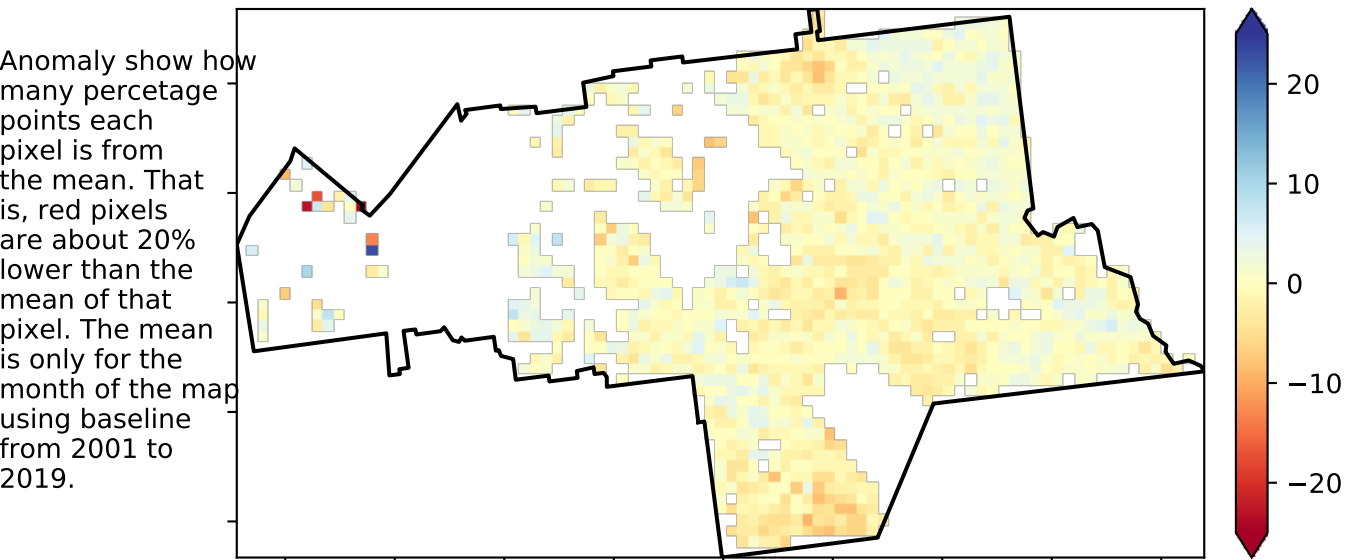 Anomaly show how
many percetage
points each
pixel is from
the mean. That
is, red pixels
are about 20%
lower than the
mean of that
pixel. The mean
is only for the
month of the map
using baseline
from 2001 to
2019.
20
10
0
−10
−20